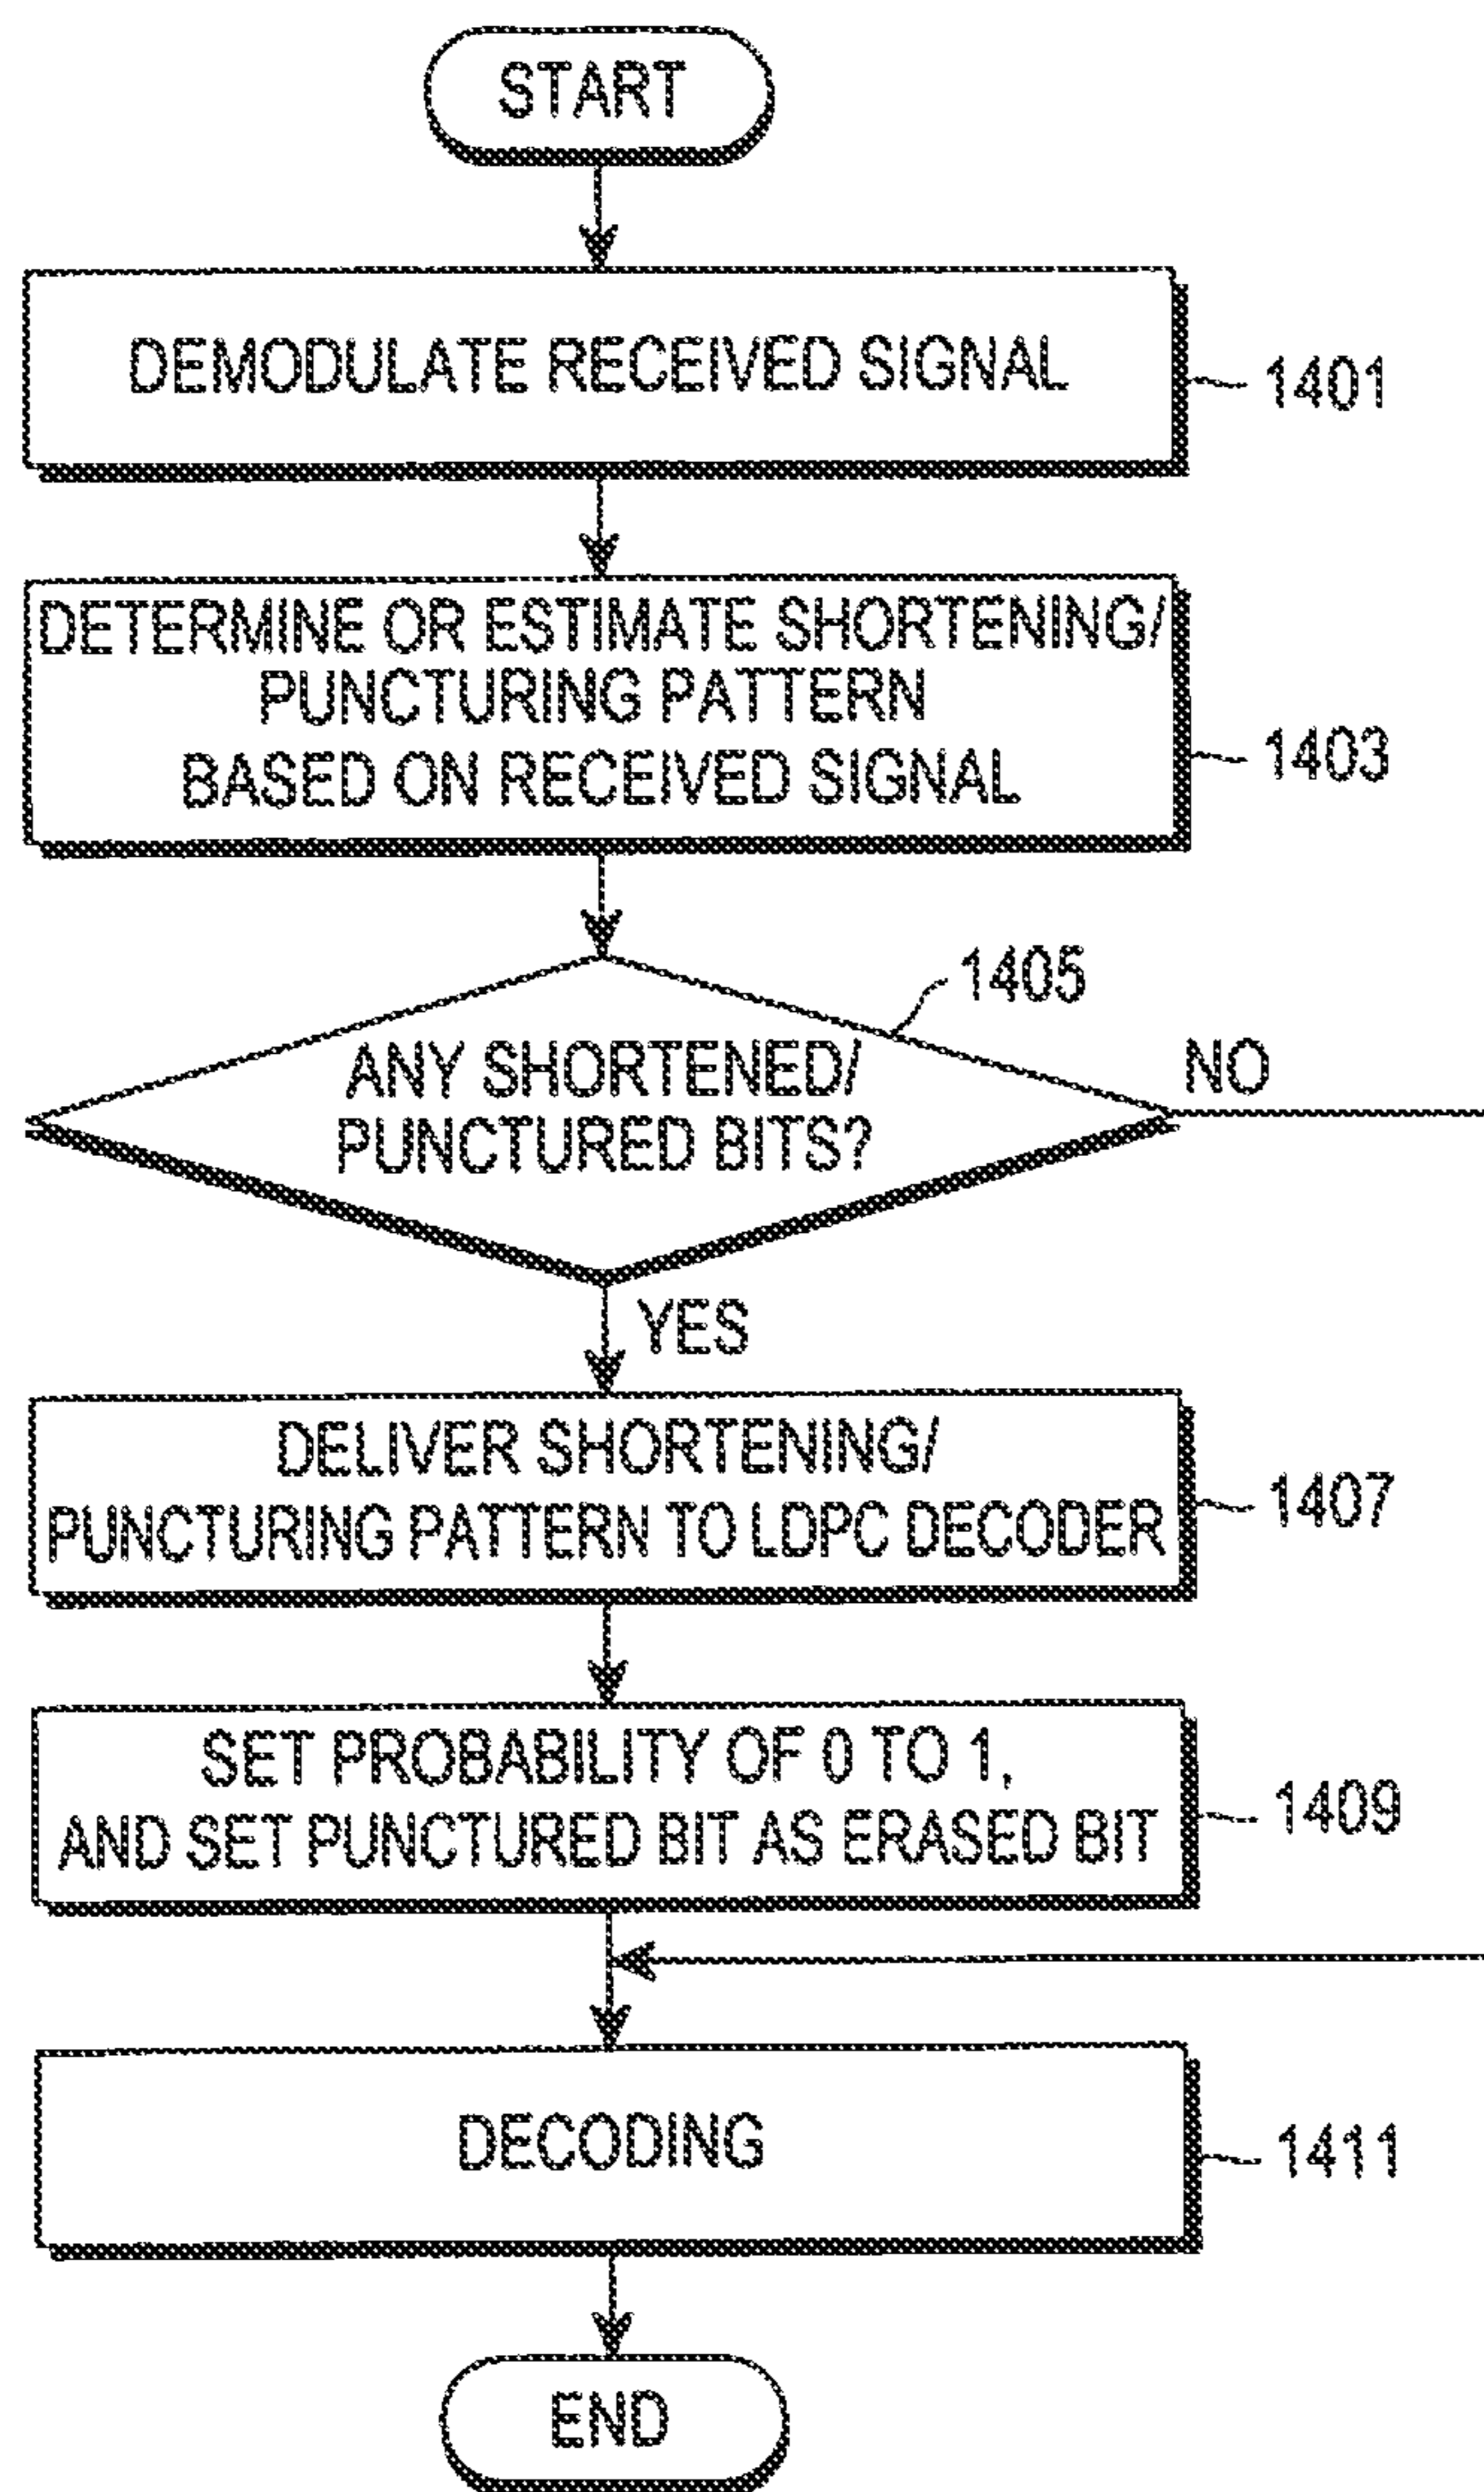 START
DEMODULATE RECEIVED SIGNAL
1401
DETERMINE OR ESTIMATE SHORTENING/
PUNCTURING PATTERN
BASED ON RECEIVED SIGNAL
1403
1405
ANY SHORTENED/
PUNCTURED BITS?
NO
YES
DELIVER SHORTENING/
PUNCTURING PATTERN TO LDPC DECODER
1407
SET PROBABILITY OF 0 TO 1,
AND SET PUNCTURED BIT AS ERASED BIT
1409
DECODING
1411
END